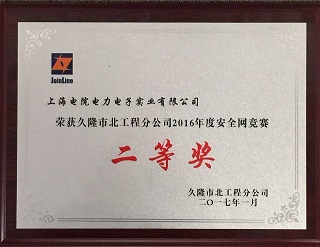 JoinLine
上海电院电力电子实业有限公司
荣获久隆市北工程分公司2016年度安全网竞赛
二等奖
久隆市北工程分公司
二〇一七年一月